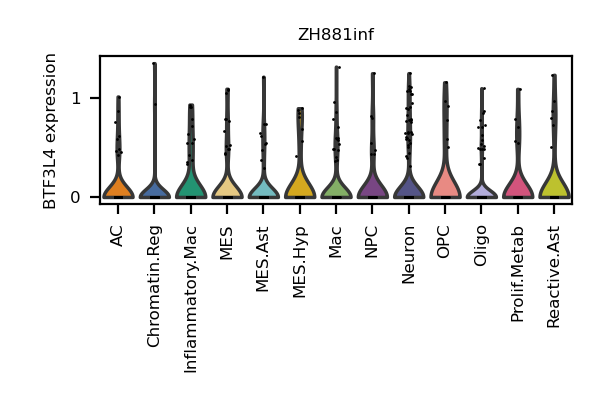 ZH881inf
BTF3L4 expression
1
0
AC
Chromatin.Reg
Inflammatory.Mac
MES
MES.Ast
MES.Hyp
Mac
NPC
Neuron
OPC
Oligo
Prolif.Metab
Reactive.Ast